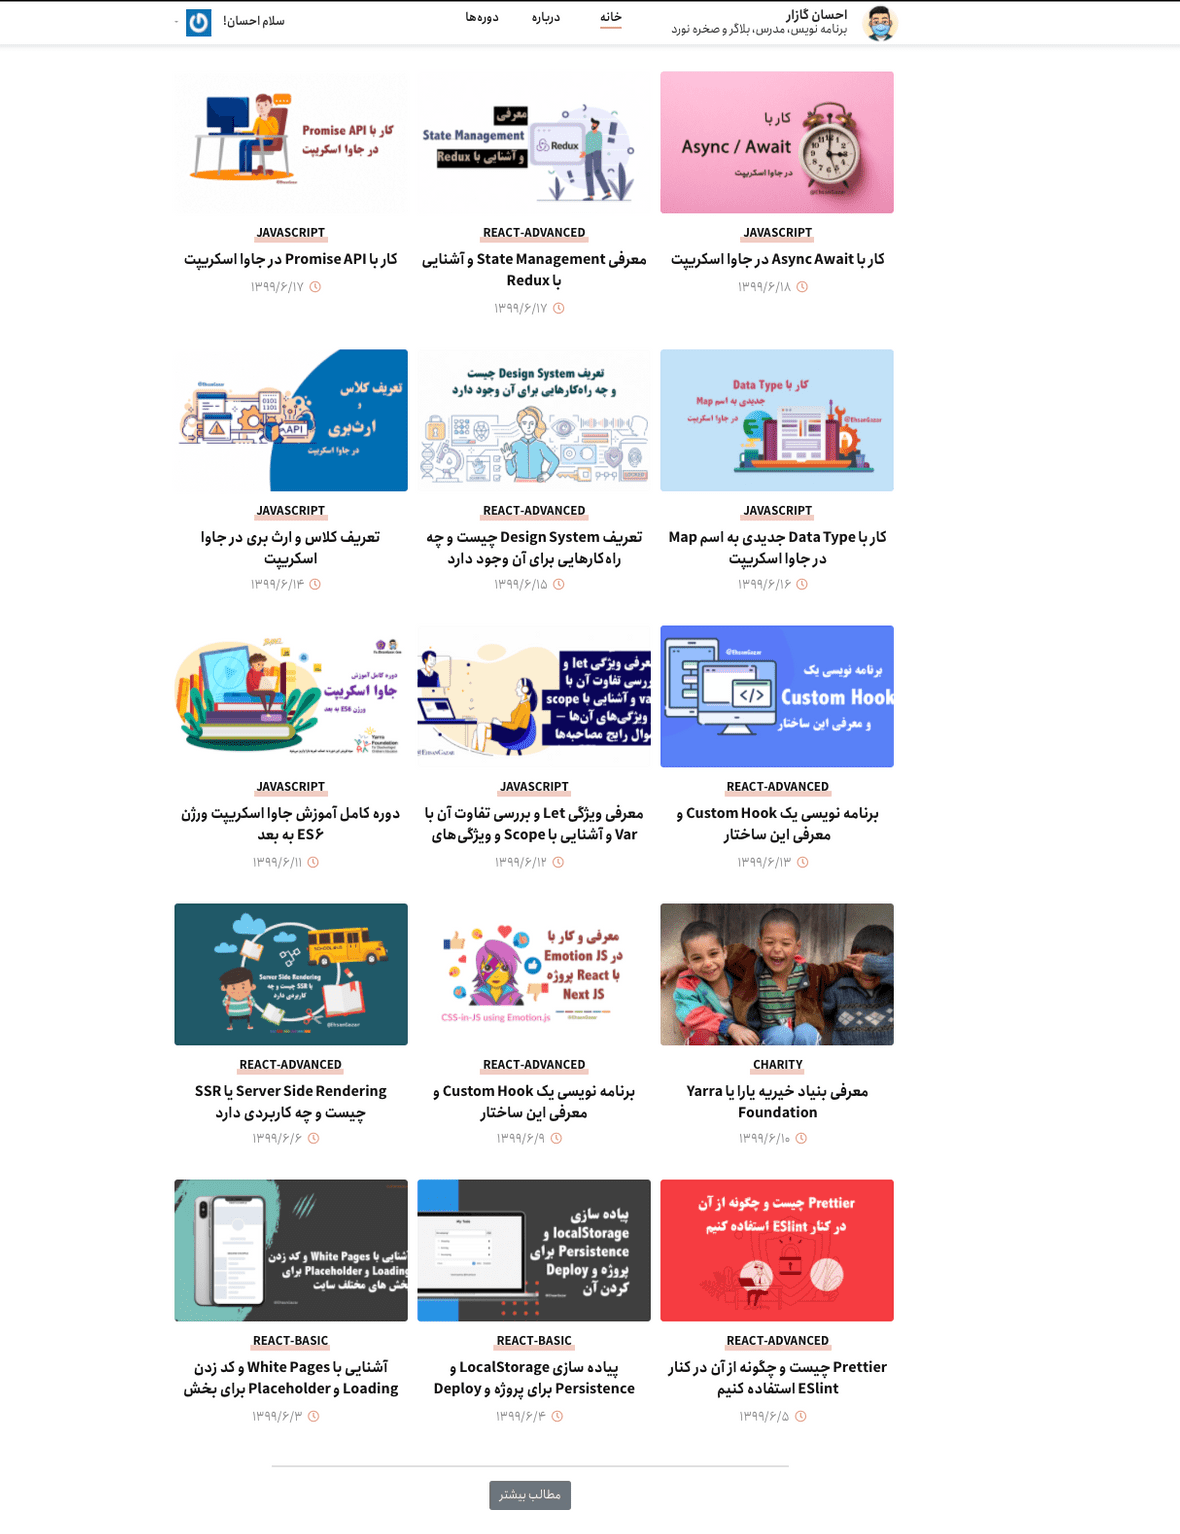 احسان گازار
برنامه نویس، مدرس، بلاگر و صخره نورد
خانه
درباره
دوره‌ها
سلام احسان!
کار با
Async / Await
در جاوا اسکریپت
@EhsanGazar
JAVASCRIPT
کار با Async Await در جاوا اسکریپت
۱۳۹۹/۶/۱۸
معرفی
State Management
و آشنایی با Redux
Redux
REACT-ADVANCED
معرفی State Management و آشنایی
با Redux
۱۳۹۹/۶/۱۷
کار با Promise API
در جاوا اسکریپت
@EhsanGazar
JAVASCRIPT
کار با Promise API در جاوا اسکریپت
۱۳۹۹/۶/۱۷
کار با Data Type
جدیدی به اسم Map
در جاوا اسکریپت
@EhsanGazar
JAVASCRIPT
کار با Data Type جدیدی به اسم Map
در جاوا اسکریپت
۱۳۹۹/۶/۱۶
تعریف Design System چیست
و چه راه‌کارهایی برای آن وجود دارد
REACT-ADVANCED
تعریف Design System چیست و چه
راه‌کارهایی برای آن وجود دارد
۱۳۹۹/۶/۱۵
@EhsanGazar
تعریف کلاس
و
ارث‌بری
در جاوا اسکریپت
0101
1101
API
JAVASCRIPT
تعریف کلاس و ارث بری در جاوا
اسکریپت
۱۳۹۹/۶/۱۴
@EhsanGazar
برنامه نویسی یک
Custom Hook
و معرفی این ساختار
REACT-ADVANCED
برنامه نویسی یک Custom Hook و
معرفی این ساختار
۱۳۹۹/۶/۱۳
معرفی ویژگی let و
بررسی تفاوت آن با
var و آشنایی با scope
ویژگی‌های آن‌ها –
سوال رایج مصاحبه‌ها
@EHSANGAZAR
JAVASCRIPT
معرفی ویژگی Let و بررسی تفاوت آن با
Var و آشنایی با Scope و ویژگی‌های
۱۳۹۹/۶/۱۲
دوره کامل آموزش
جاوا اسکریپت
ورژن ES6 به بعد
Yarra
Foundation
JAVASCRIPT
دوره کامل آموزش جاوا اسکریپت ورژن
ES۶ به بعد
۱۳۹۹/۶/۱۱
CHARITY
معرفی بنیاد خیریه یارا یا Yarra
Foundation
۱۳۹۹/۶/۱۰
معرفی و کار با
Emotion JS در
پروژه React با
Next JS
CSS-in-JS using Emotion.js
@EhsanGazar
REACT-ADVANCED
برنامه نویسی یک Custom Hook و
معرفی این ساختار
۱۳۹۹/۶/۹
SCHOOL BUS
Server Side Rendering
یا SSR چیست و چه
کاربردی دارد
@EhsanGazar
REACT-ADVANCED
Server Side Rendering یا SSR
چیست و چه کاربردی دارد
۱۳۹۹/۶/۶
Prettier چیست و چگونه از آن
در کنار ESlint استفاده کنیم
REACT-ADVANCED
Prettier چیست و چگونه از آن در کنار
ESlint استفاده کنیم
۱۳۹۹/۶/۵
پیاده سازی
localStorage و
Persistence برای
پروژه و Deploy
کردن آن
REACT-BASIC
پیاده سازی LocalStorage و
Persistence برای پروژه و Deploy
۱۳۹۹/۶/۴
آشنایی با White Pages و کد زدن
Loading و Placeholder برای
بخش های مختلف سایت
REACT-BASIC
آشنایی با White Pages و کد زدن
Loading و Placeholder برای بخش
۱۳۹۹/۶/۳
مطالب بیشتر